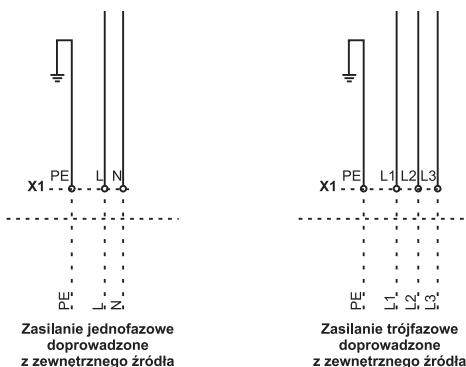 PE L N
X1
PE L N
Zasilanie jednofazowe
doprowadzone
z zewnętrznego źródła
PE L1 L2 L3
X1
PE L1 L2 L3
Zasilanie trójfazowe
doprowadzone
z zewnętrznego źródła